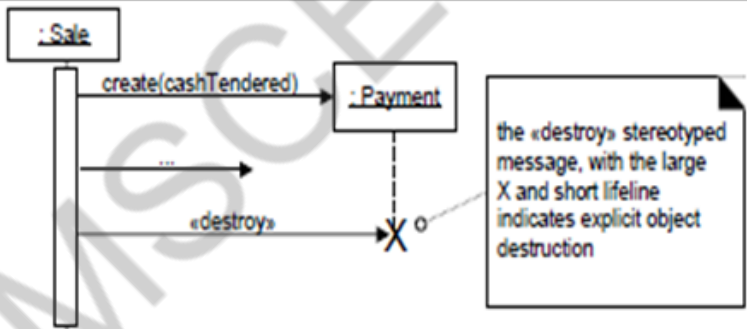 : Sale
create(cashTendered)
: Payment
...
«destroy»
X
the «destroy» stereotyped
message, with the large
X and short lifeline
indicates explicit object
destruction
MSCE